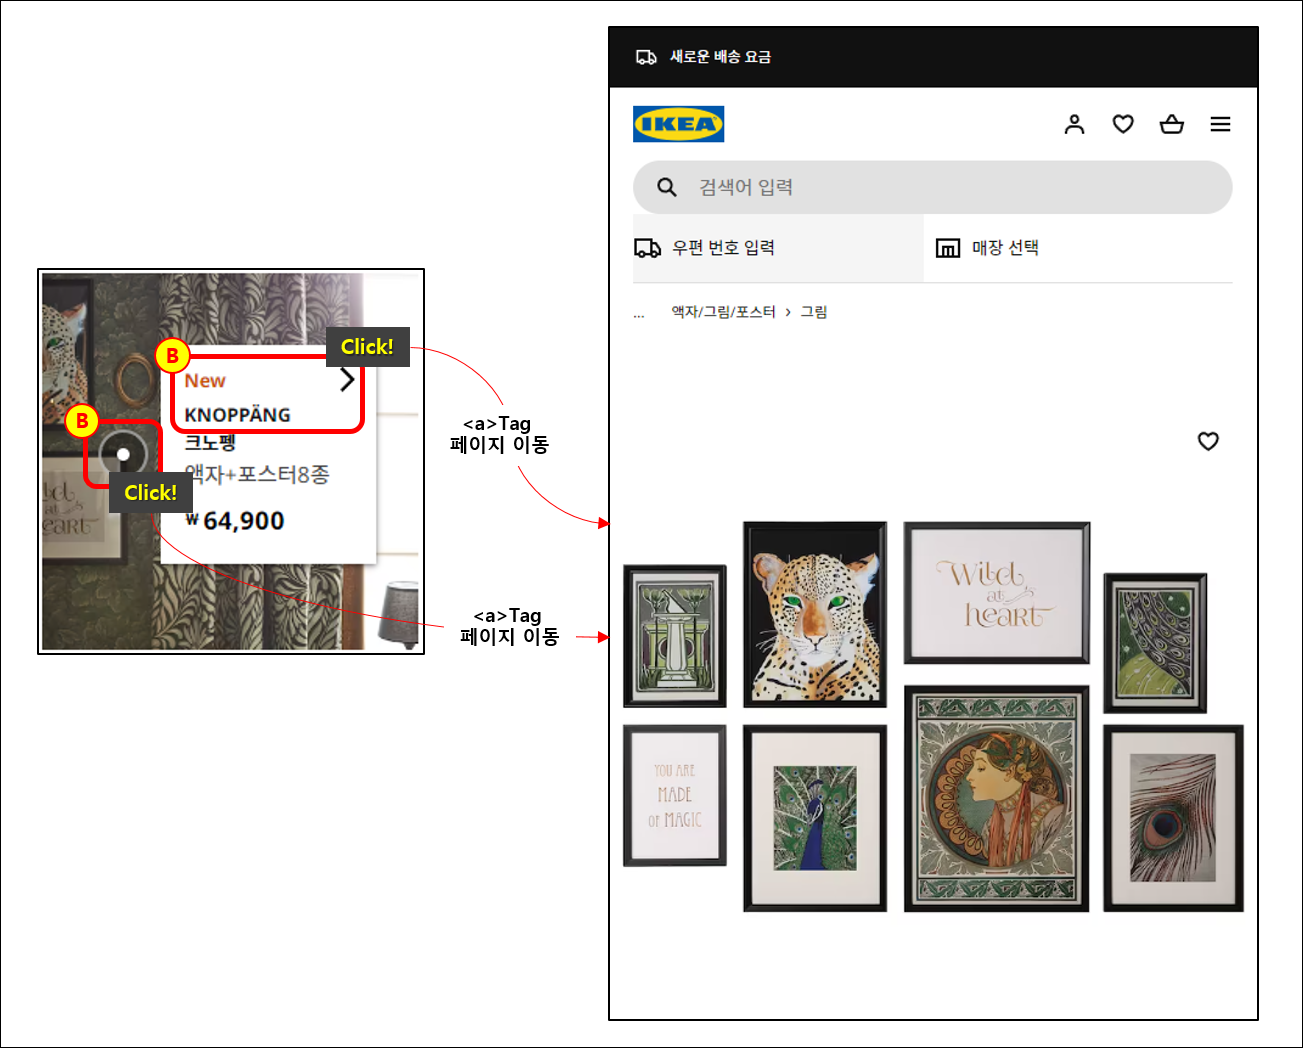 새로운 배송 요금
IKEA
검색어 입력
우편 번호 입력
매장 선택
... 액자/그림/포스터 > 그림
B
Click!
New
KNOPPÄNG
크노펭
액자+포스터8종
₩64,900
B
Click!
Wild
at
heart
<a>Tag
페이지 이동
<a>Tag
페이지 이동
Wild
at
heart
YOU ARE
MADE
OF MAGIC